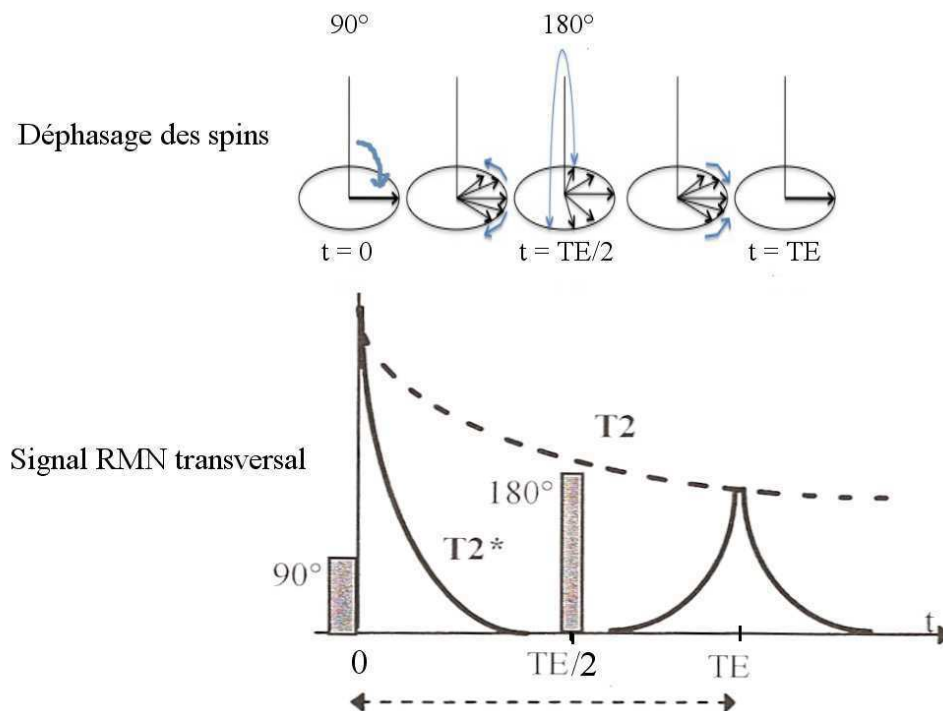 90° 180°
Déphasage des spins
t = 0 t = TE/2 t = TE
T2
Signal RMN transversal
180°
T2*
90°
t
0 TE/2 TE